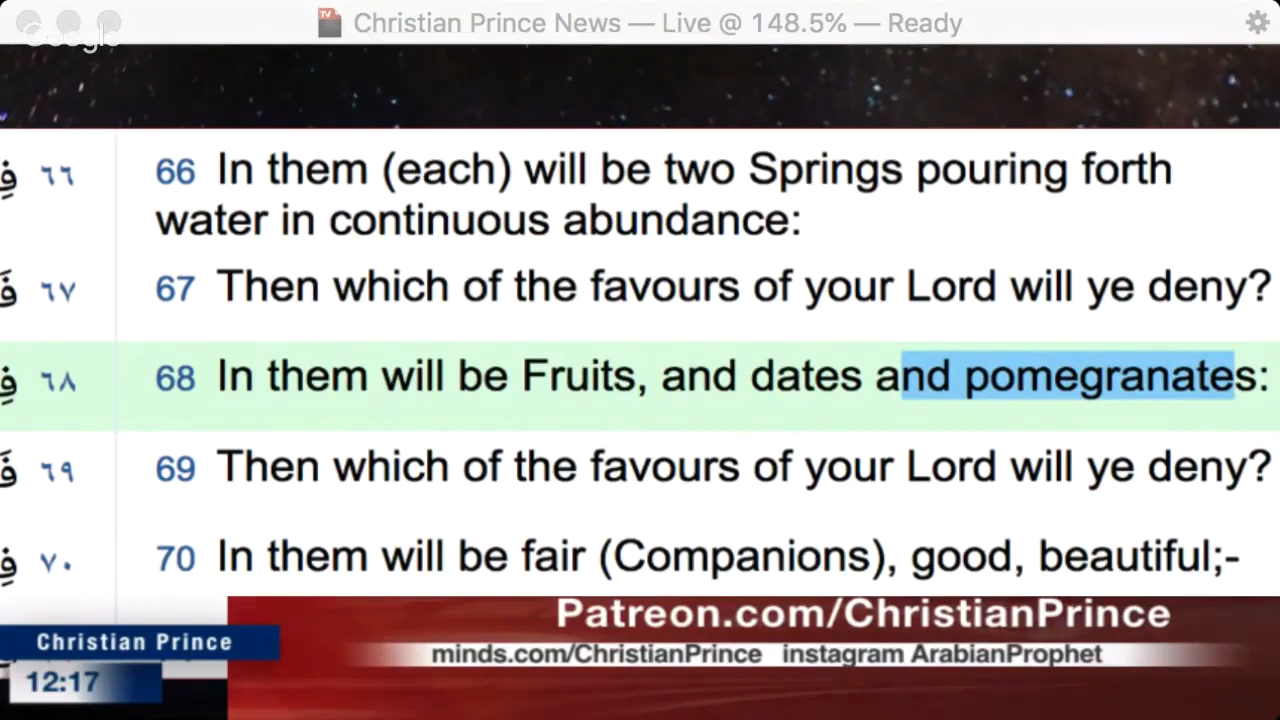 TV Christian Prince News — Live @ 148.5% — Ready
Google
فِ ٦٦ 66 In them (each) will be two Springs pouring forth
water in continuous abundance:
فَ ٦٧ 67 Then which of the favours of your Lord will ye deny?
فِ ٦٨ 68 In them will be Fruits, and dates and pomegranates:
فَ ٦٩ 69 Then which of the favours of your Lord will ye deny?
فِ ٧٠ 70 In them will be fair (Companions), good, beautiful;-
Patreon.com/ChristianPrince
Christian Prince
minds.com/ChristianPrince instagram ArabianProphet
12:17